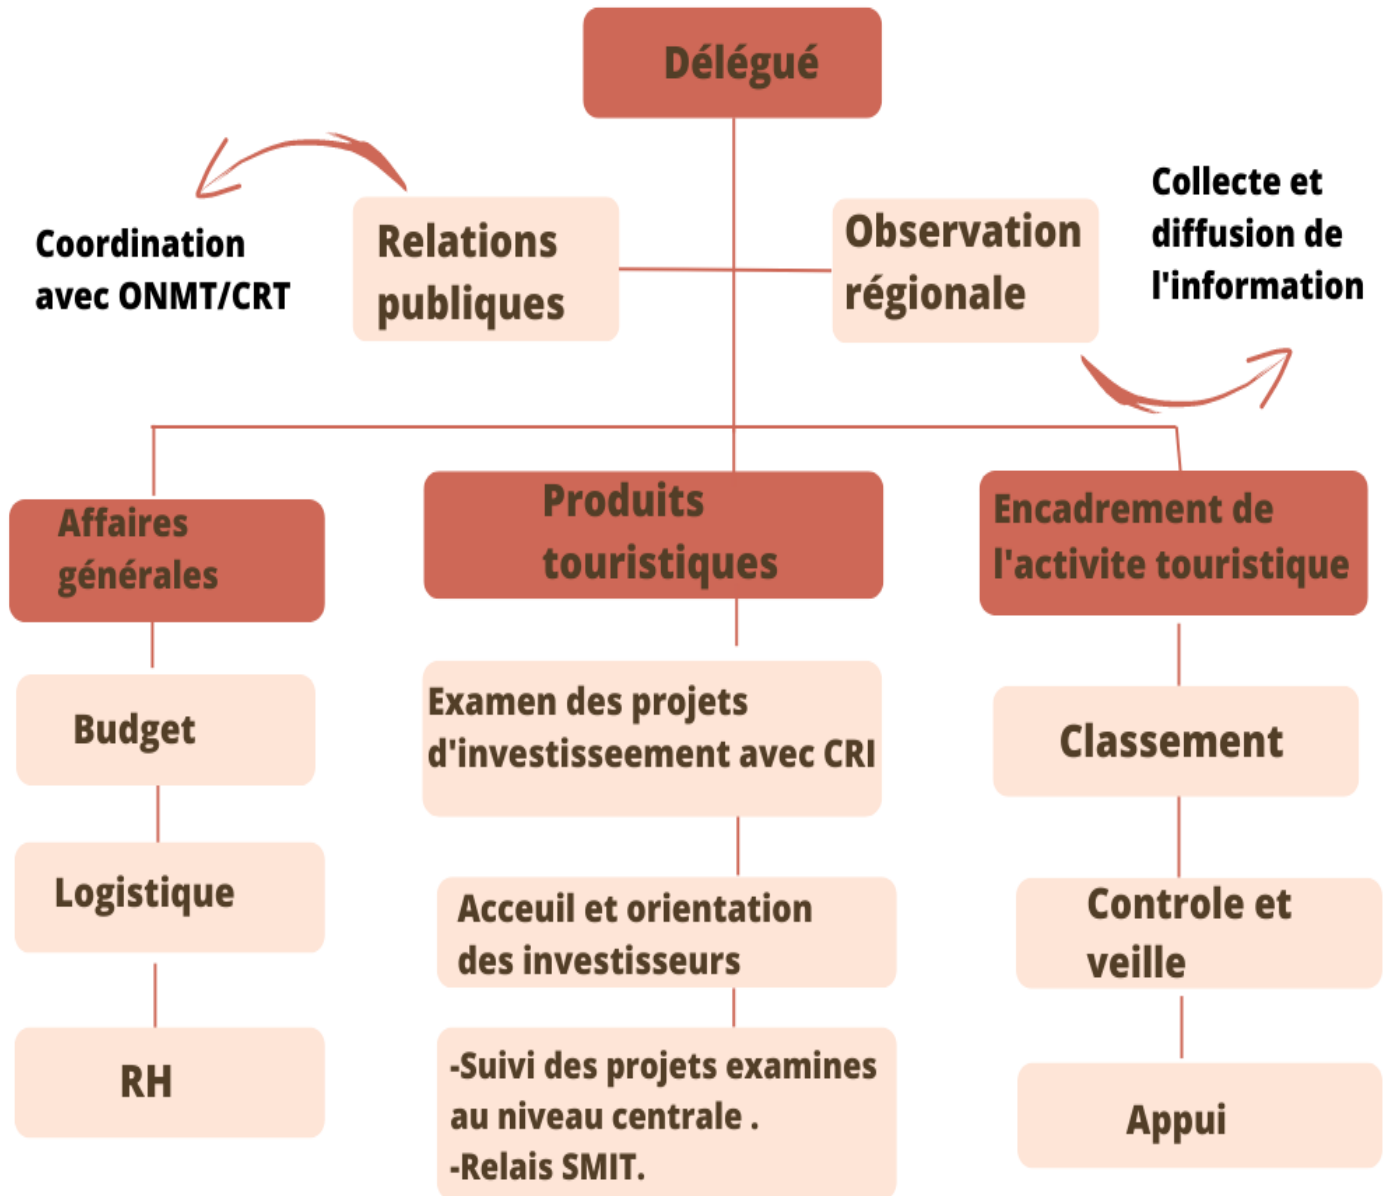 Délégué
Coordination
avec ONMT/CRT
Relations
publiques
Observation
régionale
Collecte et
diffusion de
l'information
Affaires
générales
Produits
touristiques
Encadrement de
l'activite touristique
Budget
Logistique
RH
Examen des projets
d'investisseement avec CRI
Acceuil et orientation
des investisseurs
-Suivi des projets examines
au niveau centrale .
-Relais SMIT.
Classement
Controle et
veille
Appui